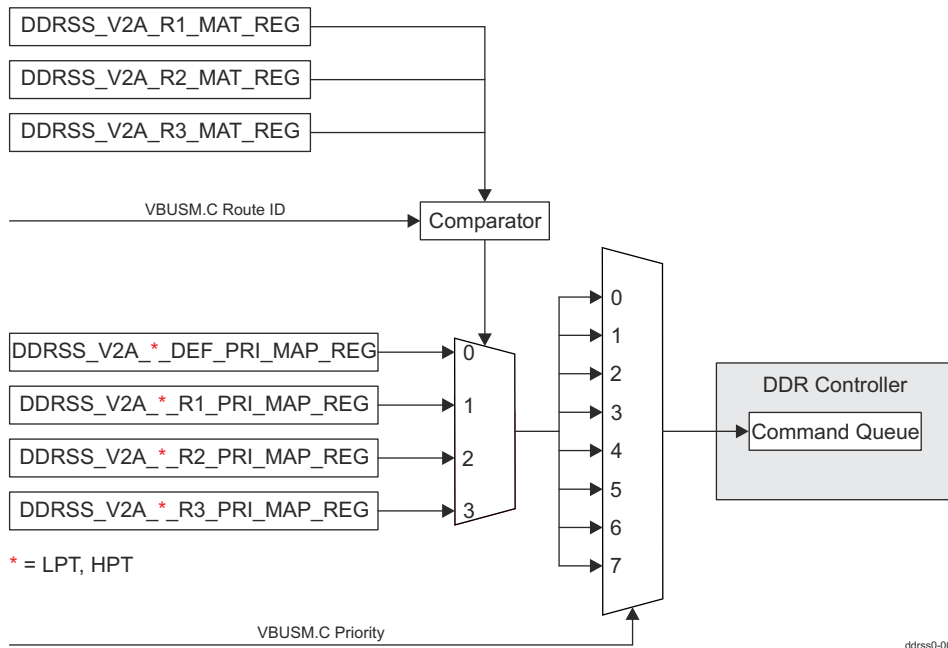 DDRSS_V2A_R1_MAT_REG
DDRSS_V2A_R2_MAT_REG
DDRSS_V2A_R3_MAT_REG
VBUSM.C Route ID
Comparator
DDRSS_V2A_*_DEF_PRI_MAP_REG
DDRSS_V2A_*_R1_PRI_MAP_REG
DDRSS_V2A_*_R2_PRI_MAP_REG
DDRSS_V2A_*_R3_PRI_MAP_REG
0
1
2
3
0
1
2
3
4
5
6
7
DDR Controller
Command Queue
* = LPT, HPT
VBUSM.C Priority